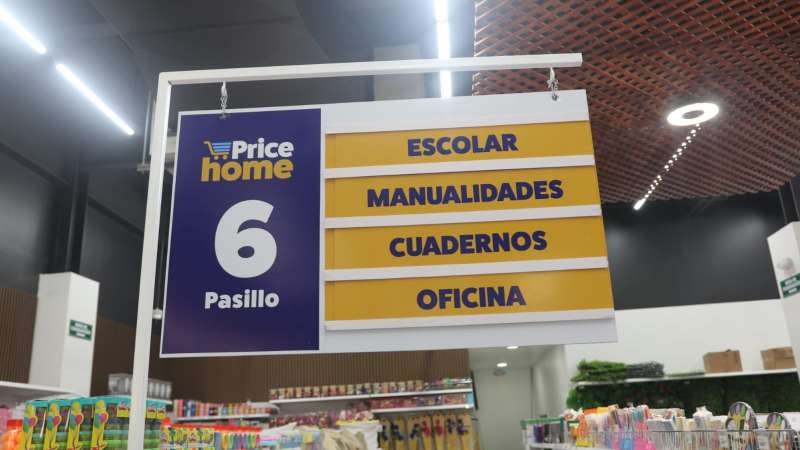 Price
home
6
Pasillo
ESCOLAR
MANUALIDADES
CUADERNOS
OFICINA